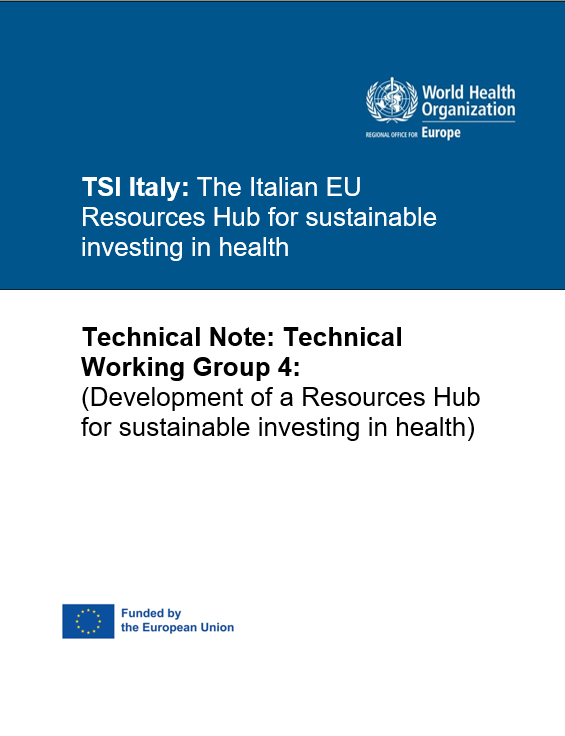 World Health
Organization
REGIONAL OFFICE FOR Europe
TSI Italy: The Italian EU
Resources Hub for sustainable
investing in health
Technical Note: Technical
Working Group 4:
(Development of a Resources Hub
for sustainable investing in health)
Funded by
the European Union